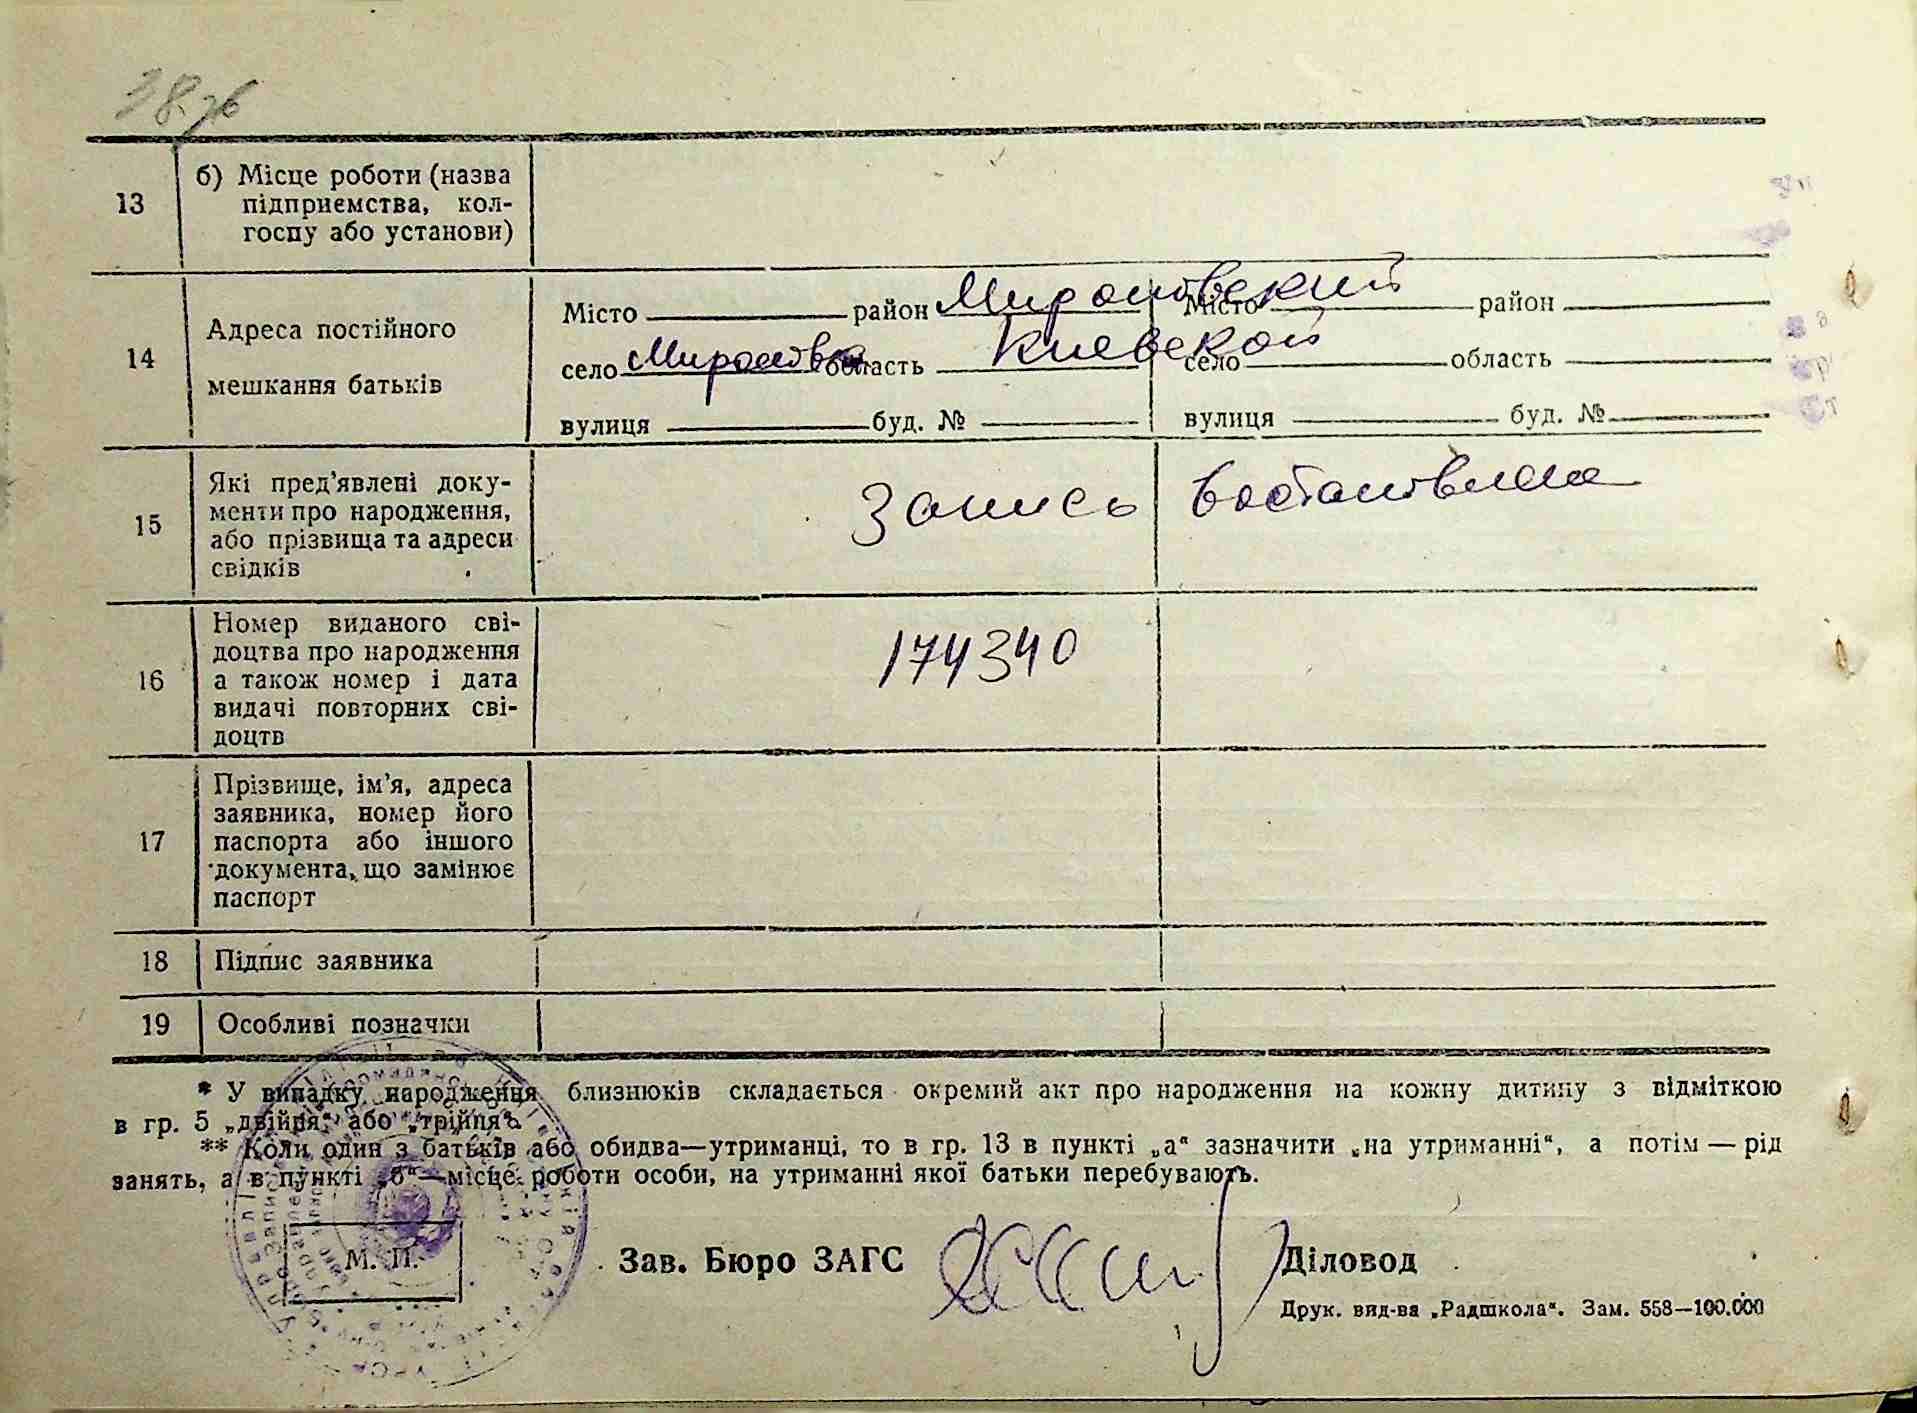 13 б) Місце роботи (назва
підприємства, кол-
госпу або установи)
14 Адреса постійного
мешкання батьків
Місто район Мироновский Місто район
село Мироновка область Киевской село область
вулиця буд. № вулиця буд. №
15 Які пред'явлені доку-
менти про народження,
або прізвища та адреси
свідків
Запись востановлена
16 Номер виданого сві-
доцтва про народження
а також номер і дата
видачі повторних сві-
доцтв
174340
17 Прізвище, ім'я, адреса
заявника, номер його
паспорта або іншого
документа, що замінює
паспорт
18 Підпис заявника
19 Особливі позначки
* У випадку народження близнюків складається окремий акт про народження на кожну дитину з відміткою
в гр. 5 „двійня“ або „трійня“.
** Коли один з батьків або обидва—утриманці, то в гр. 13 в пункті „а“ зазначити „на утриманні“, а потім — рід
занять, а в пункті „б“—місце роботи особи, на утриманні якої батьки перебувають.
М. П. Зав. Бюро ЗАГС Діловод
Друк. вид-ва „Радшкола“. Зам. 558—100.000